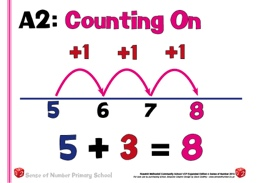 A2: Counting On
+1 +1 +1
5 6 7 8
5 + 3 = 8
Sense of Number Primary School